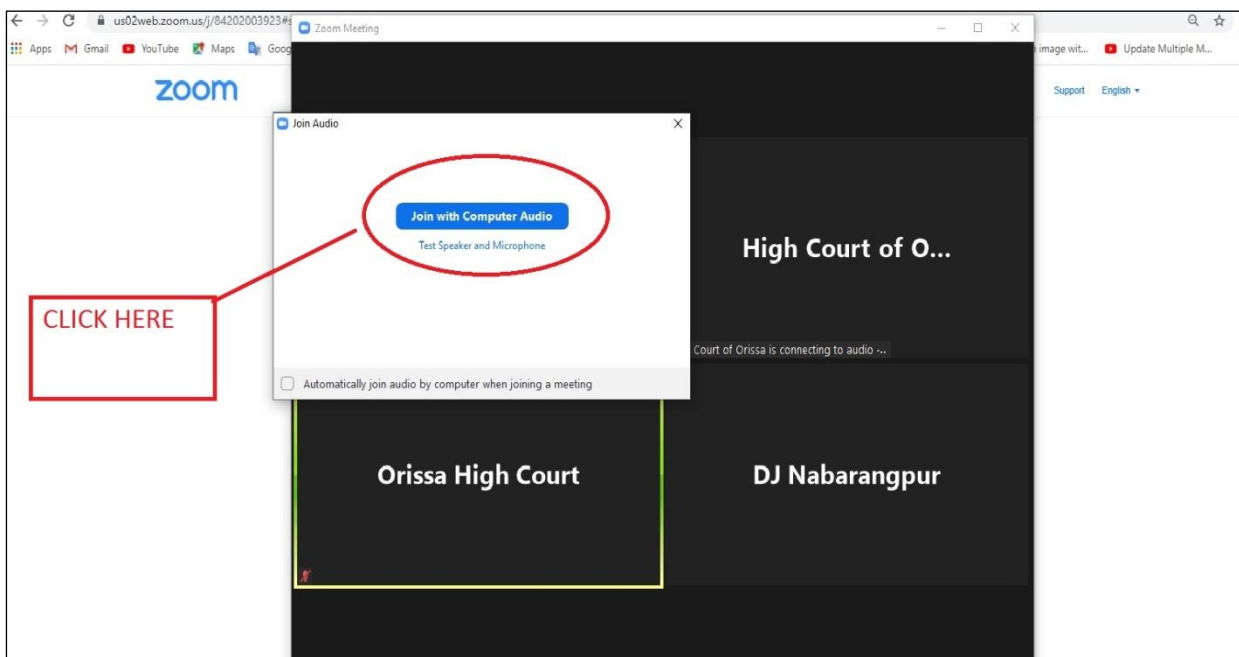 us02web.zoom.us/j/84202003923#
Zoom Meeting
Apps Gmail YouTube Maps Goog
image wit... Update Multiple M...
zoom
Support English
Join Audio
Join with Computer Audio
Test Speaker and Microphone
High Court of O...
CLICK HERE
Court of Orissa is connecting to audio -..
Automatically join audio by computer when joining a meeting
Orissa High Court
DJ Nabarangpur